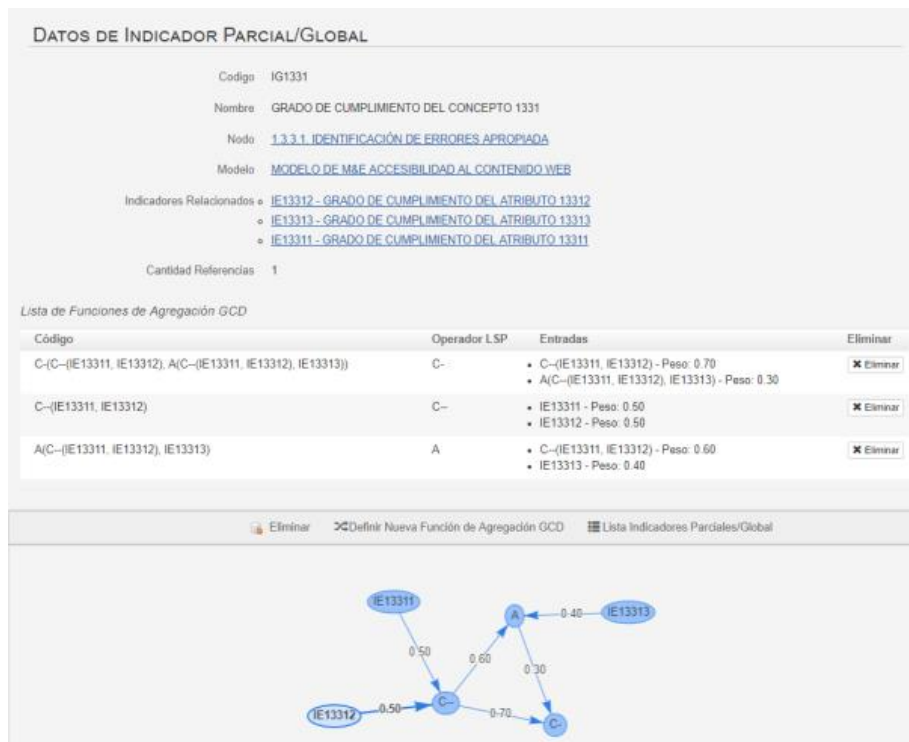 DATOS DE INDICADOR PARCIAL/GLOBAL
Codigo IG1331
Nombre GRADO DE CUMPLIMIENTO DEL CONCEPTO 1331
Nodo 1.3.3.1. IDENTIFICACIÓN DE ERRORES APROPIADA
Modelo MODELO DE M&E ACCESIBILIDAD AL CONTENIDO WEB
Indicadores Relacionados IE13312 - GRADO DE CUMPLIMIENTO DEL ATRIBUTO 13312
IE13313 - GRADO DE CUMPLIMIENTO DEL ATRIBUTO 13313
IE13311 - GRADO DE CUMPLIMIENTO DEL ATRIBUTO 13311
Cantidad Referencias 1
Lista de Funciones de Agregación GCD
Código Operador LSP Entradas Eliminar
C-(C--(IE13311, IE13312), A(C--(IE13311, IE13312), IE13313)) C- C--(IE13311, IE13312) - Peso: 0.70 Eliminar
A(C--(IE13311, IE13312), IE13313) - Peso: 0.30
C--(IE13311, IE13312) C-- IE13311 - Peso: 0.50 Eliminar
IE13312 - Peso: 0.50
A(C--(IE13311, IE13312), IE13313) A C--(IE13311, IE13312) - Peso: 0.60 Eliminar
IE13313 - Peso: 0.40
Eliminar Definir Nueva Función de Agregación GCD Lista Indicadores Parciales/Global
IE13311
A 0.40 IE13313
0.50 0.60 0.30
IE13312 0.50 C-- 0.70 C-